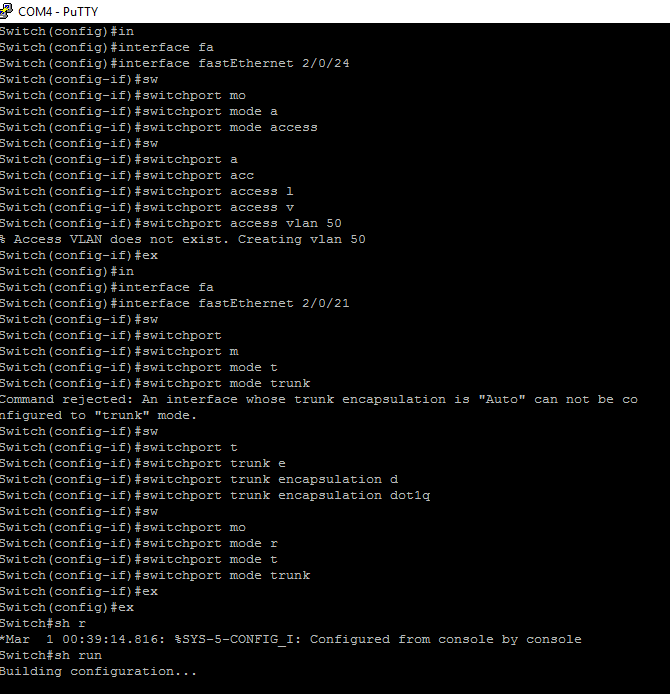 COM4 - PuTTY
Switch(config)#in
Switch(config)#interface fa
Switch(config)#interface fastEthernet 2/0/24
Switch(config-if)#sw
Switch(config-if)#switchport mo
Switch(config-if)#switchport mode a
Switch(config-if)#switchport mode access
Switch(config-if)#sw
Switch(config-if)#switchport a
Switch(config-if)#switchport acc
Switch(config-if)#switchport access l
Switch(config-if)#switchport access v
Switch(config-if)#switchport access vlan 50
% Access VLAN does not exist. Creating vlan 50
Switch(config-if)#ex
Switch(config)#in
Switch(config)#interface fa
Switch(config)#interface fastEthernet 2/0/21
Switch(config-if)#sw
Switch(config-if)#switchport
Switch(config-if)#switchport m
Switch(config-if)#switchport mode t
Switch(config-if)#switchport mode trunk
Command rejected: An interface whose trunk encapsulation is "Auto" can not be co
nfigured to "trunk" mode.
Switch(config-if)#sw
Switch(config-if)#switchport t
Switch(config-if)#switchport trunk e
Switch(config-if)#switchport trunk encapsulation d
Switch(config-if)#switchport trunk encapsulation dot1q
Switch(config-if)#sw
Switch(config-if)#switchport mo
Switch(config-if)#switchport mode r
Switch(config-if)#switchport mode t
Switch(config-if)#switchport mode trunk
Switch(config-if)#ex
Switch(config)#ex
Switch#sh r
*Mar  1 00:39:14.816: %SYS-5-CONFIG_I: Configured from console by console
Switch#sh run
Building configuration...